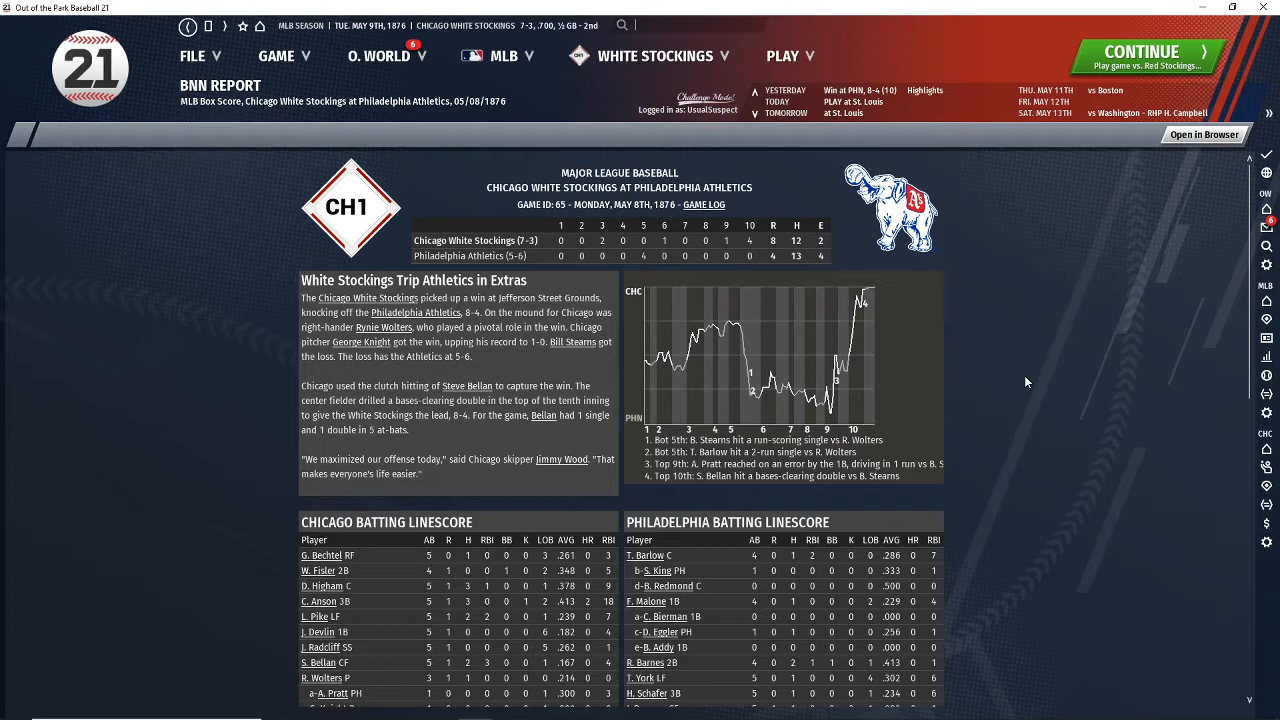 21 Out of the Park Baseball 21
MLB SEASON | TUE. MAY 9TH, 1876 | CHICAGO WHITE STOCKINGS 7-3, .700, ½ GB - 2nd
21
FILE
GAME
O. WORLD
6
MLB
CH1
WHITE STOCKINGS
PLAY
CONTINUE
Play game vs. Red Stockings...
BNN REPORT
MLB Box Score, Chicago White Stockings at Philadelphia Athletics, 05/08/1876
Challenge Mode!
Logged in as: UsualSuspect
YESTERDAY Win at PHN, 8-4 (10) Highlights
TODAY PLAY at St. Louis
TOMORROW at St. Louis
THU. MAY 11TH vs Boston
FRI. MAY 12TH
SAT. MAY 13TH vs Washington - RHP H. Campbell
Open in Browser
CH1
MAJOR LEAGUE BASEBALL
CHICAGO WHITE STOCKINGS AT PHILADELPHIA ATHLETICS
GAME ID: 65 - MONDAY, MAY 8TH, 1876 - GAME LOG
A's
1 2 3 4 5 6 7 8 9 10 R H E
Chicago White Stockings (7-3) 0 0 2 0 0 1 0 0 1 4 8 12 2
Philadelphia Athletics (5-6) 0 0 0 0 4 0 0 0 0 0 4 13 4
White Stockings Trip Athletics in Extras
The Chicago White Stockings picked up a win at Jefferson Street Grounds,
knocking off the Philadelphia Athletics, 8-4. On the mound for Chicago was
right-hander Rynie Wolters, who played a pivotal role in the win. Chicago
pitcher George Knight got the win, upping his record to 1-0. Bill Stearns got
the loss. The loss has the Athletics at 5-6.
Chicago used the clutch hitting of Steve Bellan to capture the win. The
center fielder drilled a bases-clearing double in the top of the tenth inning
to give the White Stockings the lead, 8-4. For the game, Bellan had 1 single
and 1 double in 5 at-bats.
"We maximized our offense today," said Chicago skipper Jimmy Wood. "That
makes everyone's life easier."
CHC
4
1
3
2
PHN
1 2 3 4 5 6 7 8 9 10
1. Bot 5th: B. Stearns hit a run-scoring single vs R. Wolters
2. Bot 5th: T. Barlow hit a 2-run single vs R. Wolters
3. Top 9th: A. Pratt reached on an error by the 1B, driving in 1 run vs B. S
4. Top 10th: S. Bellan hit a bases-clearing double vs B. Stearns
CHICAGO BATTING LINESCORE
Player AB R H RBI BB K LOB AVG HR RBI
G. Bechtel RF 5 0 1 0 0 0 3 .261 0 3
W. Fisler 2B 4 1 0 0 1 0 2 .348 0 5
D. Higham C 5 1 3 1 0 0 1 .378 0 9
C. Anson 3B 5 1 3 0 0 1 2 .413 2 18
L. Pike LF 5 1 2 2 0 0 1 .239 0 7
J. Devlin 1B 5 1 0 0 0 0 6 .182 0 4
J. Radcliff SS 5 1 0 0 0 0 5 .262 0 1
S. Bellan CF 5 1 2 3 0 0 1 .167 0 4
R. Wolters P 3 1 1 0 0 0 0 .214 0 0
a-A. Pratt PH 1 0 0 0 0 0 1 .300 0 3
PHILADELPHIA BATTING LINESCORE
Player AB R H RBI BB K LOB AVG HR RBI
T. Barlow C 4 0 1 2 0 0 0 .286 0 7
b-S. King PH 1 0 0 0 0 0 0 .333 0 1
d-B. Redmond C 0 0 0 0 0 0 0 .500 0 0
F. Malone 1B 4 0 1 0 0 0 2 .229 0 4
a-C. Bierman 1B 0 0 0 0 0 0 0 .000 0 0
c-D. Eggler PH 1 0 1 0 0 0 0 .256 0 1
e-B. Addy 1B 0 0 0 0 0 0 0 .000 0 0
R. Barnes 2B 4 0 2 1 1 0 1 .413 0 1
T. York LF 5 0 1 0 0 0 4 .302 0 6
H. Schafer 3B 5 0 1 0 0 0 1 .234 0 6
OW
6
MLB
CHC
$